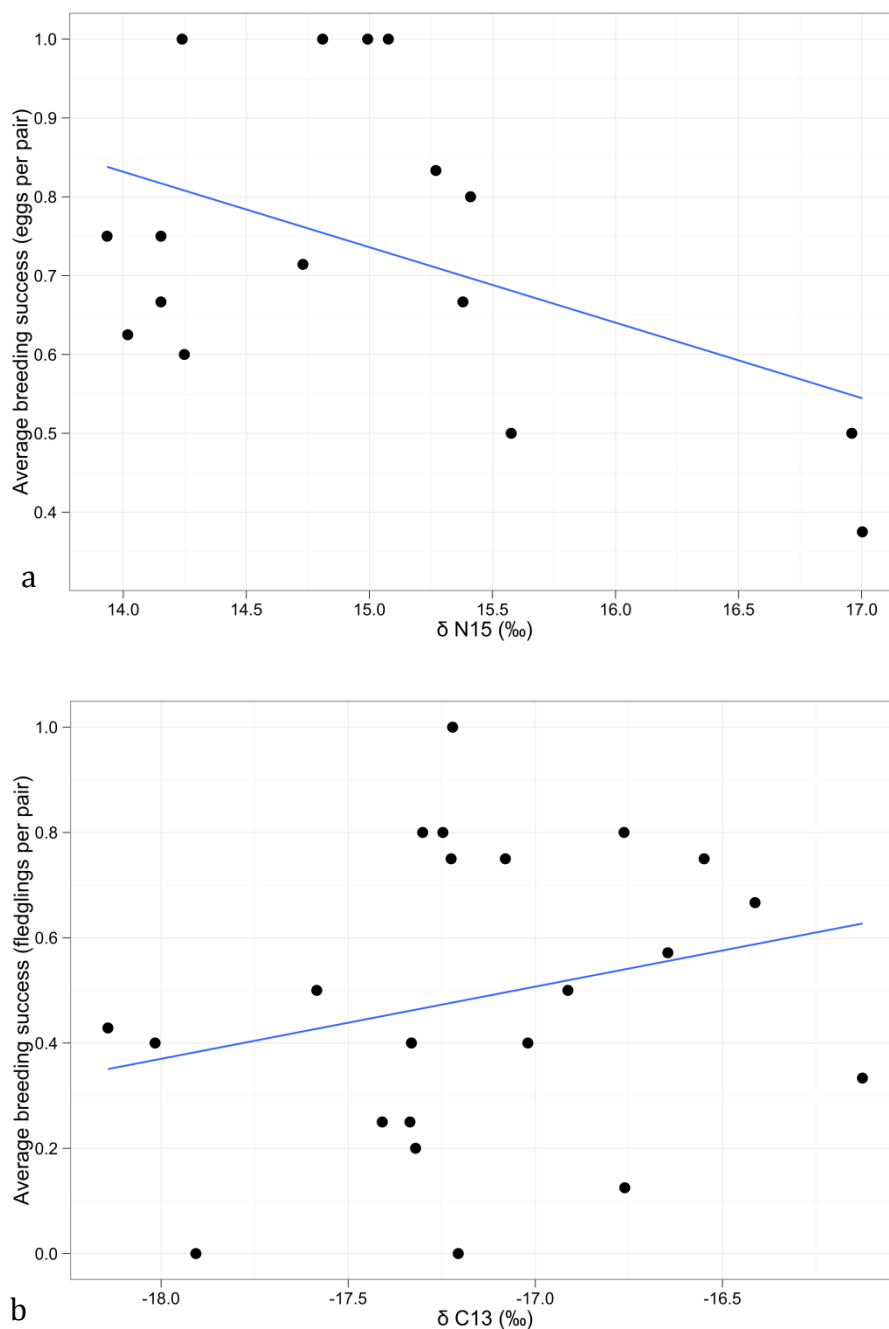 Average breeding success (eggs per pair)
1.0
0.9
0.8
0.7
0.6
0.5
0.4
a
14.0 14.5 15.0 15.5 16.0 16.5 17.0
δ N15 (‰)
Average breeding success (fledglings per pair)
1.0
0.8
0.6
0.4
0.2
0.0
b
-18.0 -17.5 -17.0 -16.5
δ C13 (‰)